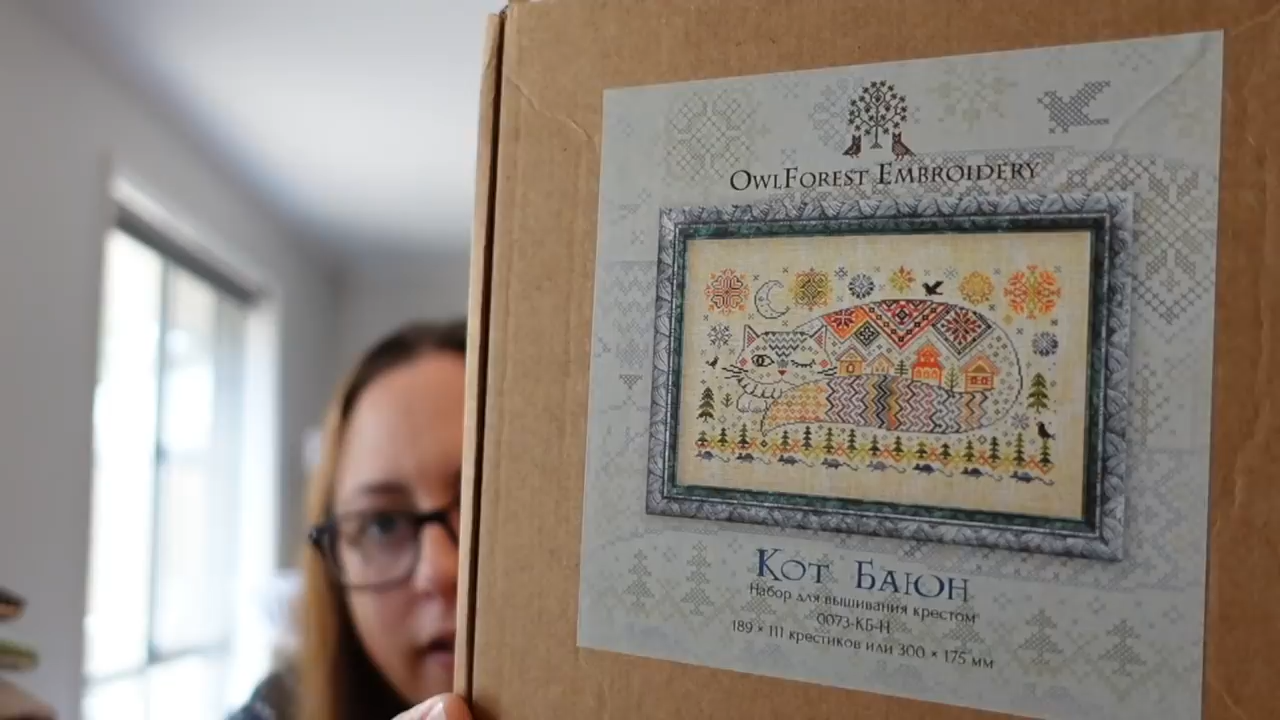 OwlForest Embroidery
Кот Баюн
Набор для вышивания крестом
0073-КБ-Н
189 × 111 крестиков или 300 × 175 мм